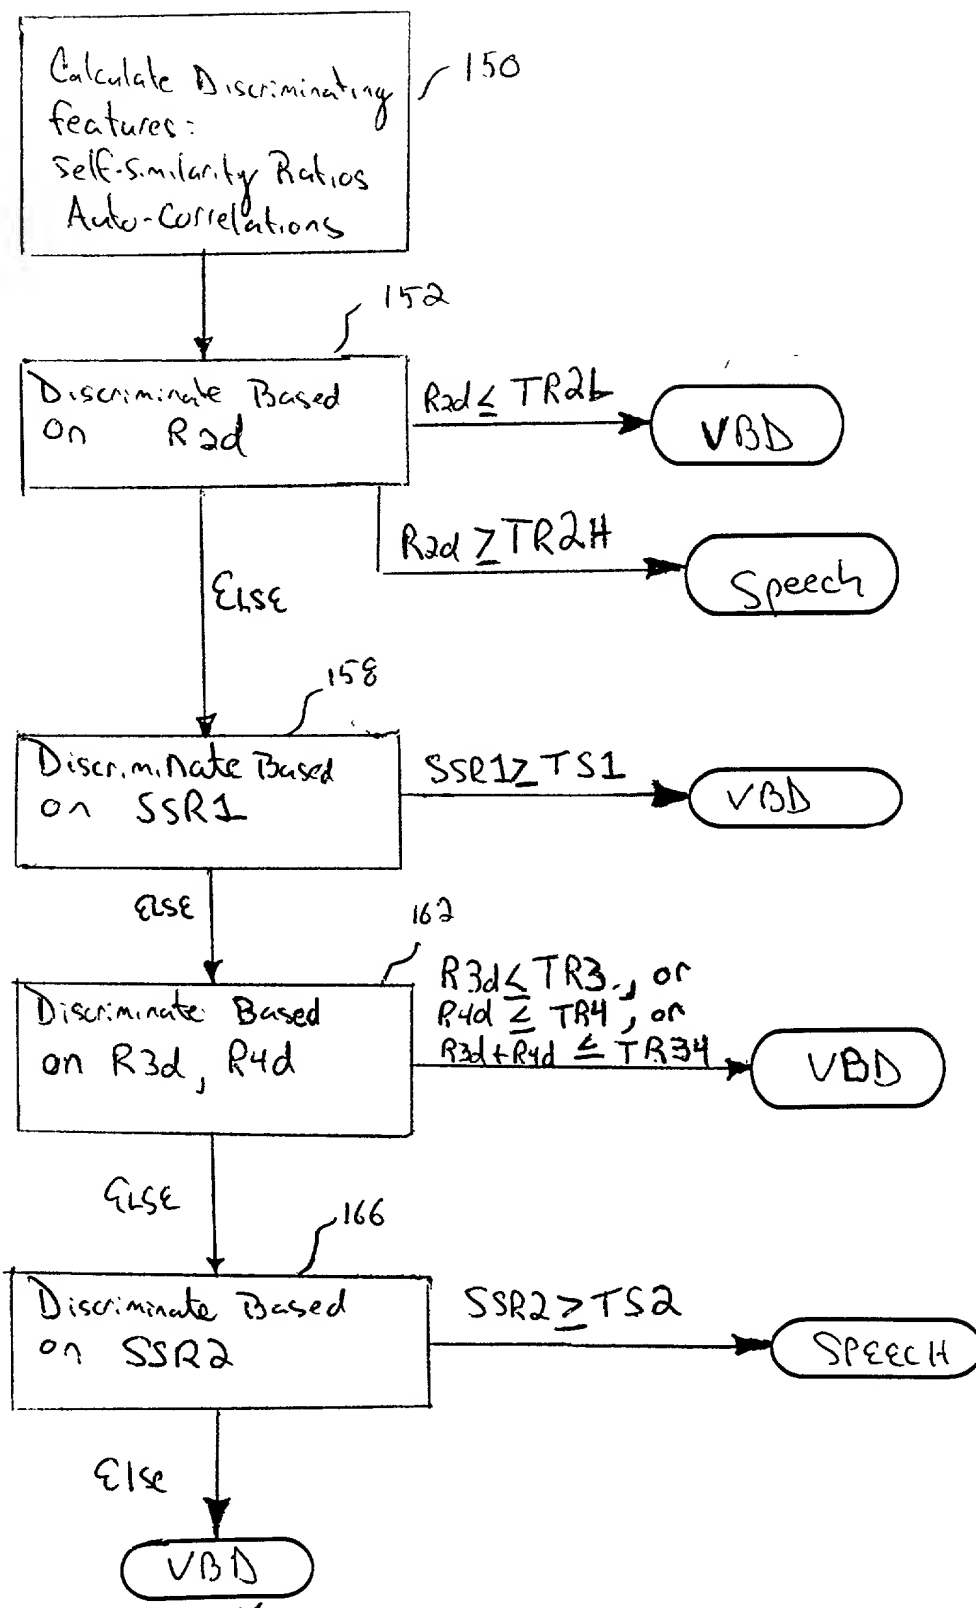 Calculate Discriminating
features:
Self-Similarity Ratios
Auto-Correlations
150
152
Discriminate Based
on R2d
R2d ≤ TR2L
VBD
R2d ≥ TR2H
Speech
ELSE
158
Discriminate Based
on SSR1
SSR1 ≥ TS1
VBD
ELSE
162
Discriminate Based
on R3d, R4d
R3d ≤ TR3, or
R4d ≤ TR4, or
R3d+R4d ≤ TR34
VBD
ELSE
166
Discriminate Based
on SSR2
SSR2 ≥ TS2
SPEECH
Else
VBD